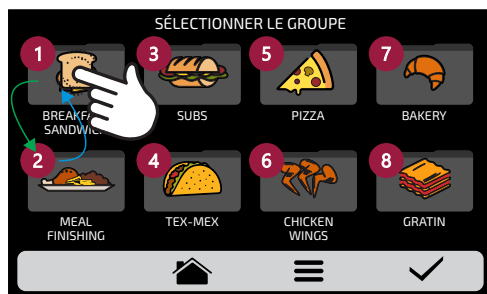 SÉLECTIONNER LE GROUPE
1
3
5
7
SUBS
PIZZA
BAKERY
2
4
6
8
MEAL
FINISHING
TEX-MEX
CHICKEN
WINGS
GRATIN